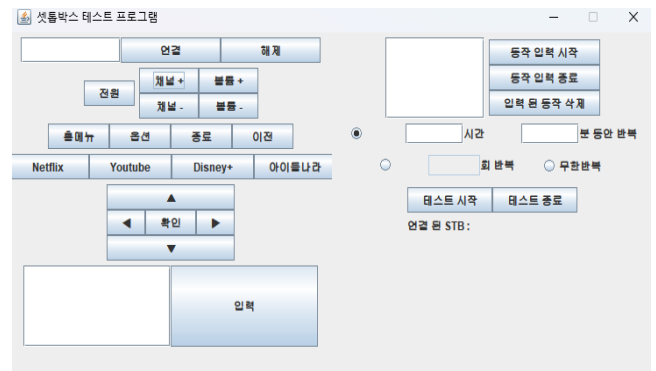 셋톱박스 테스트 프로그램
연결 해제
전원 채널 + 볼륨 +
채널 - 볼륨 -
홈메뉴 옵션 종료 이전
Netflix Youtube Disney+ 아이들나라
▲
◀ 확인 ▶
▼
입력
동작 입력 시작
동작 입력 종료
입력 된 동작 삭제
시간 분 동안 반복
회 반복 무한반복
테스트 시작 테스트 종료
연결 된 STB :